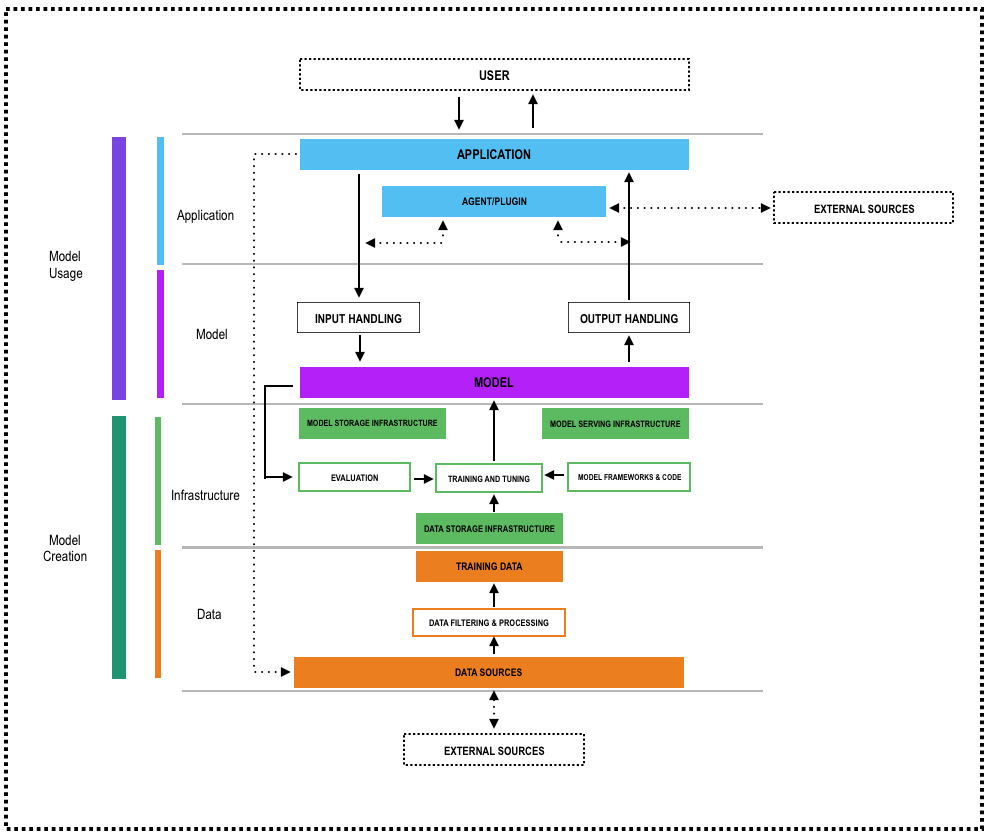 USER
APPLICATION
AGENT/PLUGIN
EXTERNAL SOURCES
Application
Model
Usage
INPUT HANDLING
OUTPUT HANDLING
Model
MODEL
MODEL STORAGE INFRASTRUCTURE
MODEL SERVING INFRASTRUCTURE
EVALUATION
TRAINING AND TUNING
MODEL FRAMEWORKS & CODE
Infrastructure
DATA STORAGE INFRASTRUCTURE
Model
Creation
TRAINING DATA
Data
DATA FILTERING & PROCESSING
DATA SOURCES
EXTERNAL SOURCES